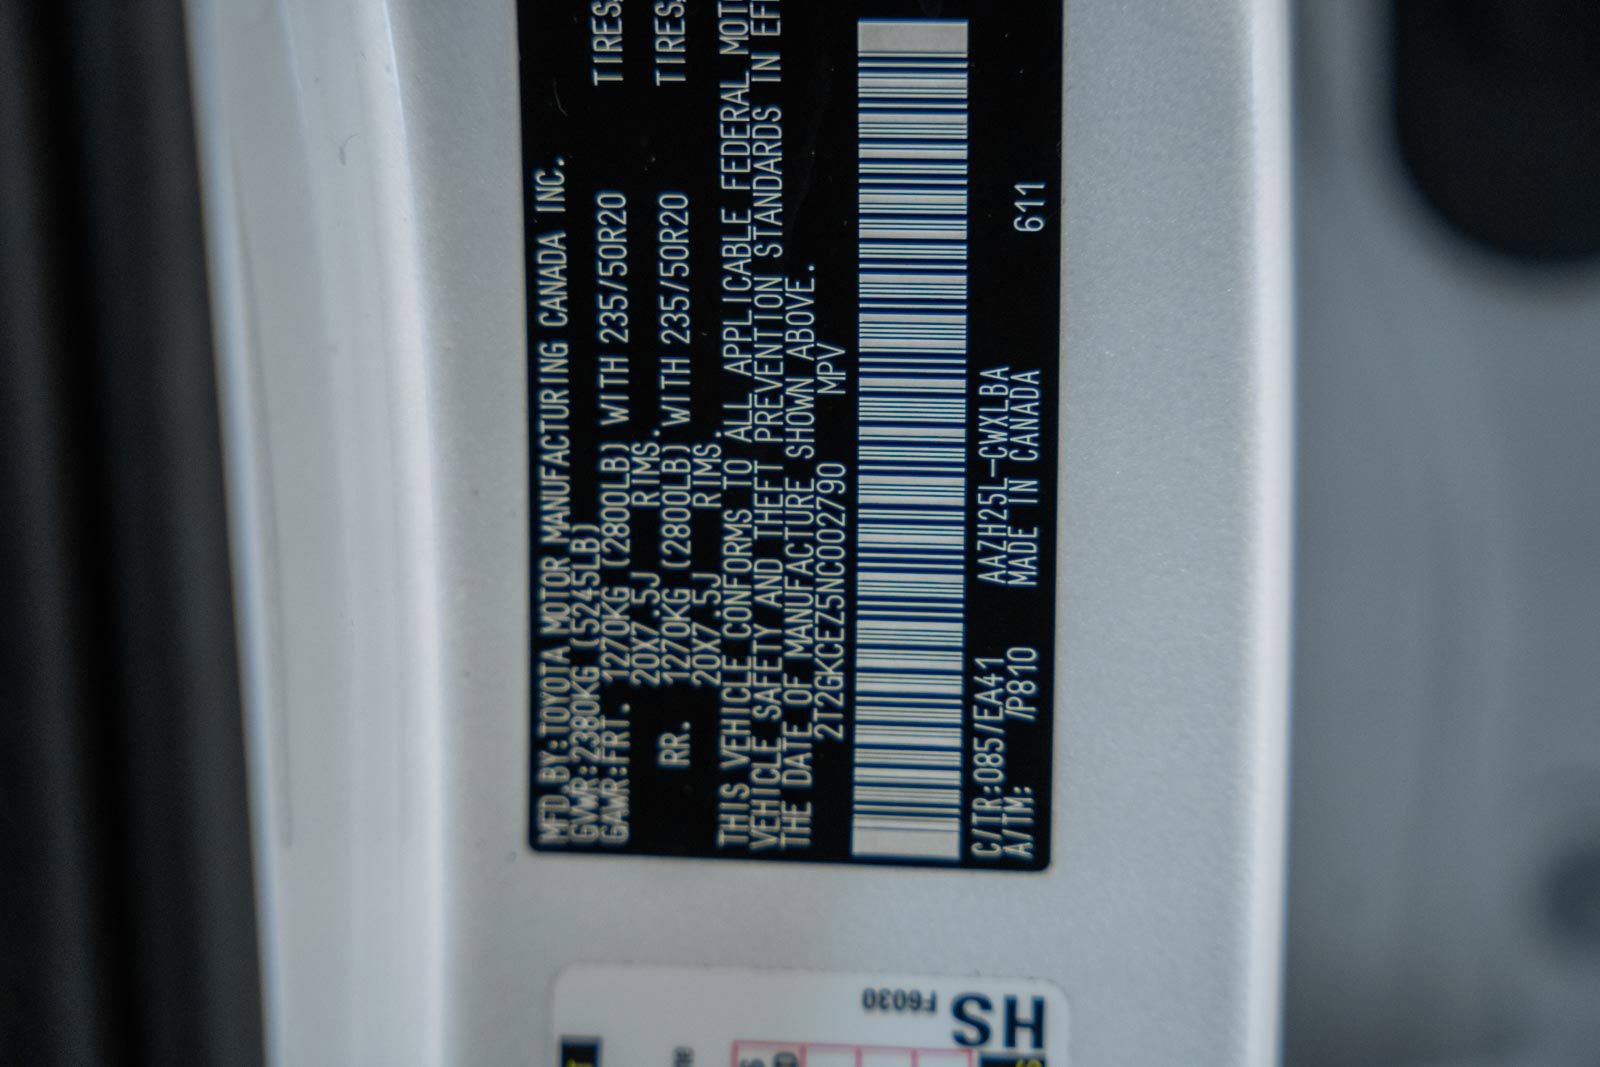 MFD.BY:TOYOTA MOTOR MANUFACTURING CANADA INC.
GVWR:2380KG (5245LB)
GAWR:FRT. 1270KG (2800LB) WITH 235/50R20 TIRES,
20X7.5J RIMS.
RR. 1270KG (2800LB) WITH 235/50R20 TIRES,
20X7.5J RIMS.
THIS VEHICLE CONFORMS TO ALL APPLICABLE FEDERAL
VEHICLE SAFETY AND THEFT PREVENTION STANDARDS IN
THE DATE OF MANUFACTURE SHOWN ABOVE.
2T2GKCEZ5NC002790 MPV
C/TR:085/EA41 AAZH25L-CWXLBA
A/TM: /P810 MADE IN CANADA 611
HS
F6030